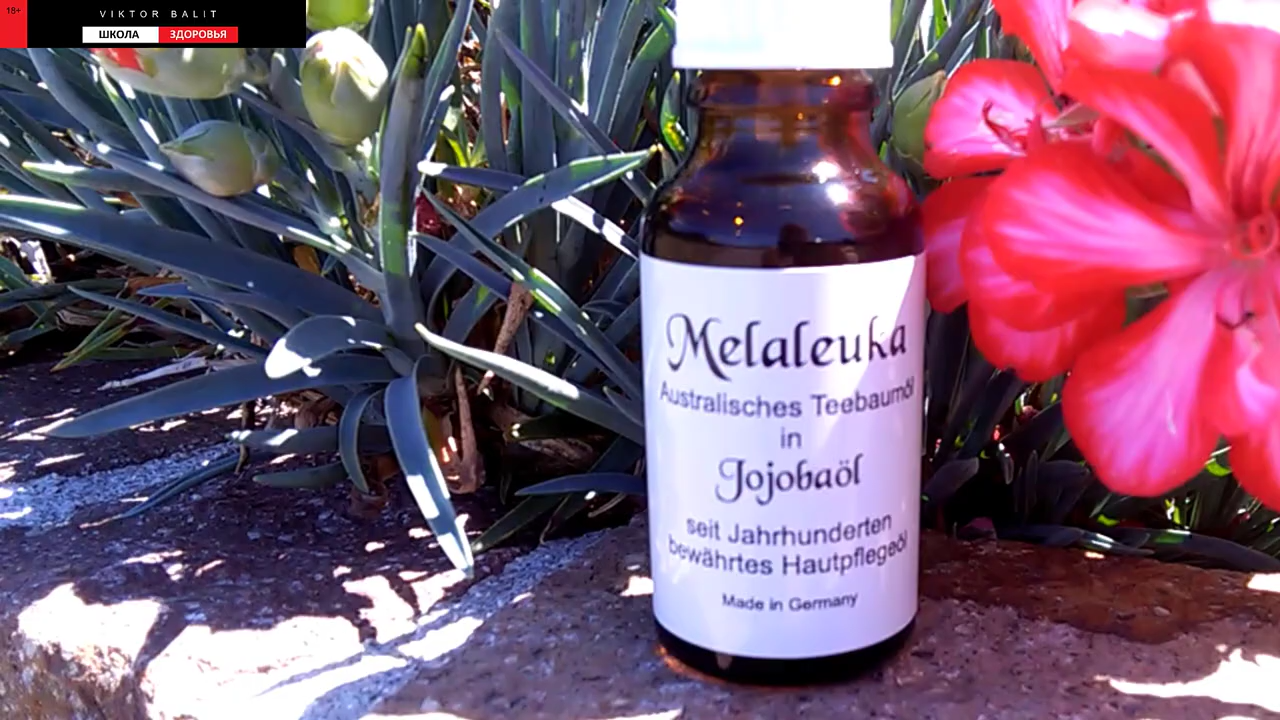 18+
VIKTOR BALIT
ШКОЛА ЗДОРОВЬЯ
Melaleuka
Australisches Teebaumöl
in
Jojobaöl
seit Jahrhunderten
bewährtes Hautpflegeöl
Made in Germany